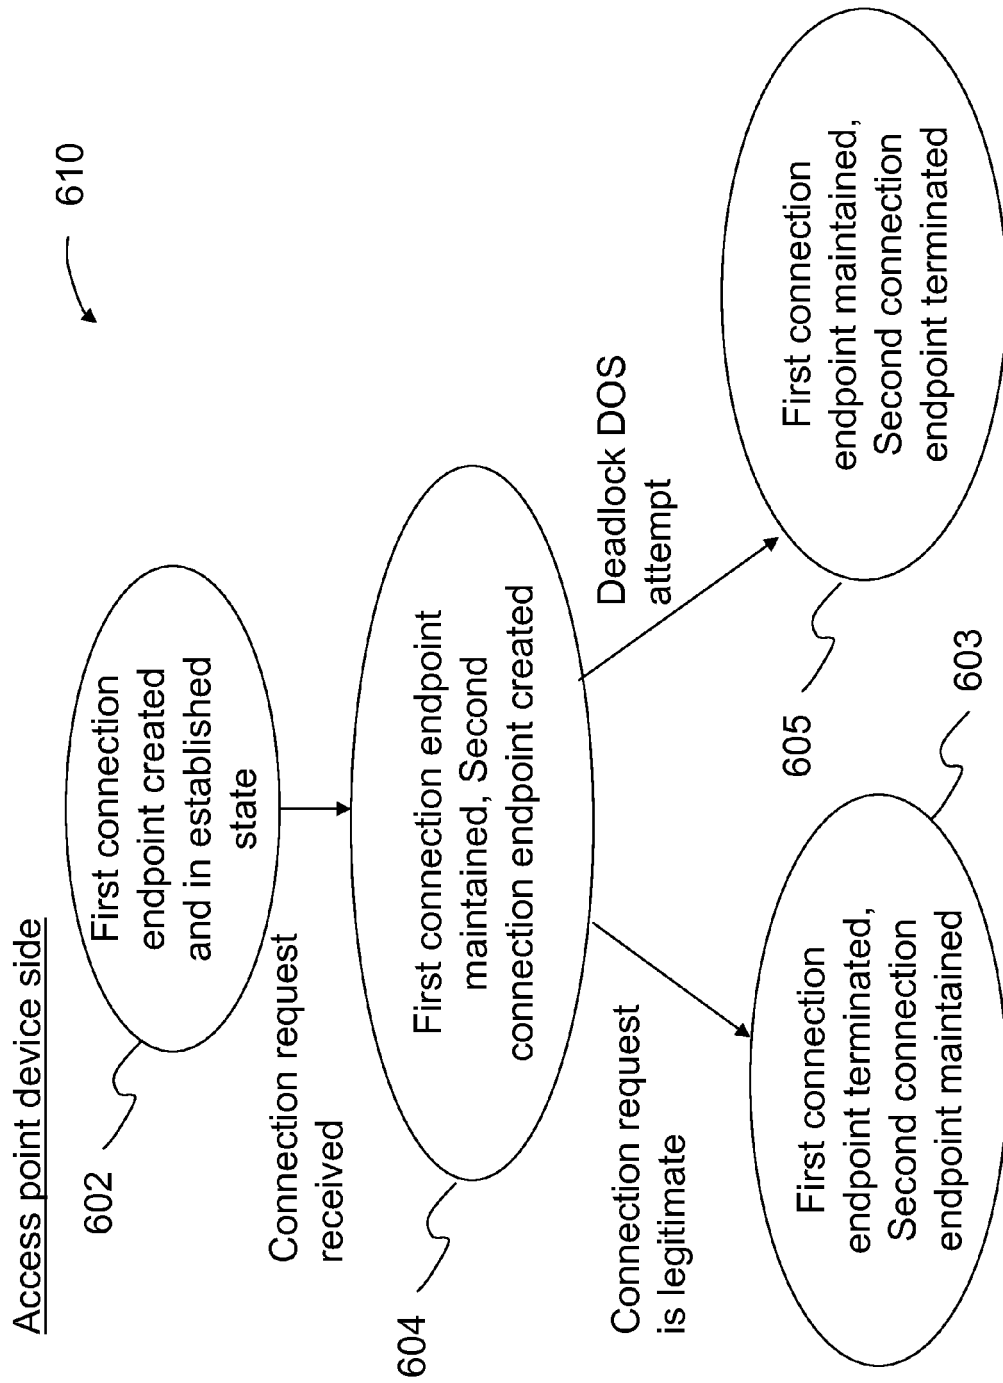 Access point device side
610
602
First connection
endpoint created
and in established
state
Connection request
received
604
First connection endpoint
maintained, Second
connection endpoint created
Connection request
is legitimate
Deadlock DOS
attempt
First connection
endpoint terminated,
Second connection
endpoint maintained
603
605
First connection
endpoint maintained,
Second connection
endpoint terminated